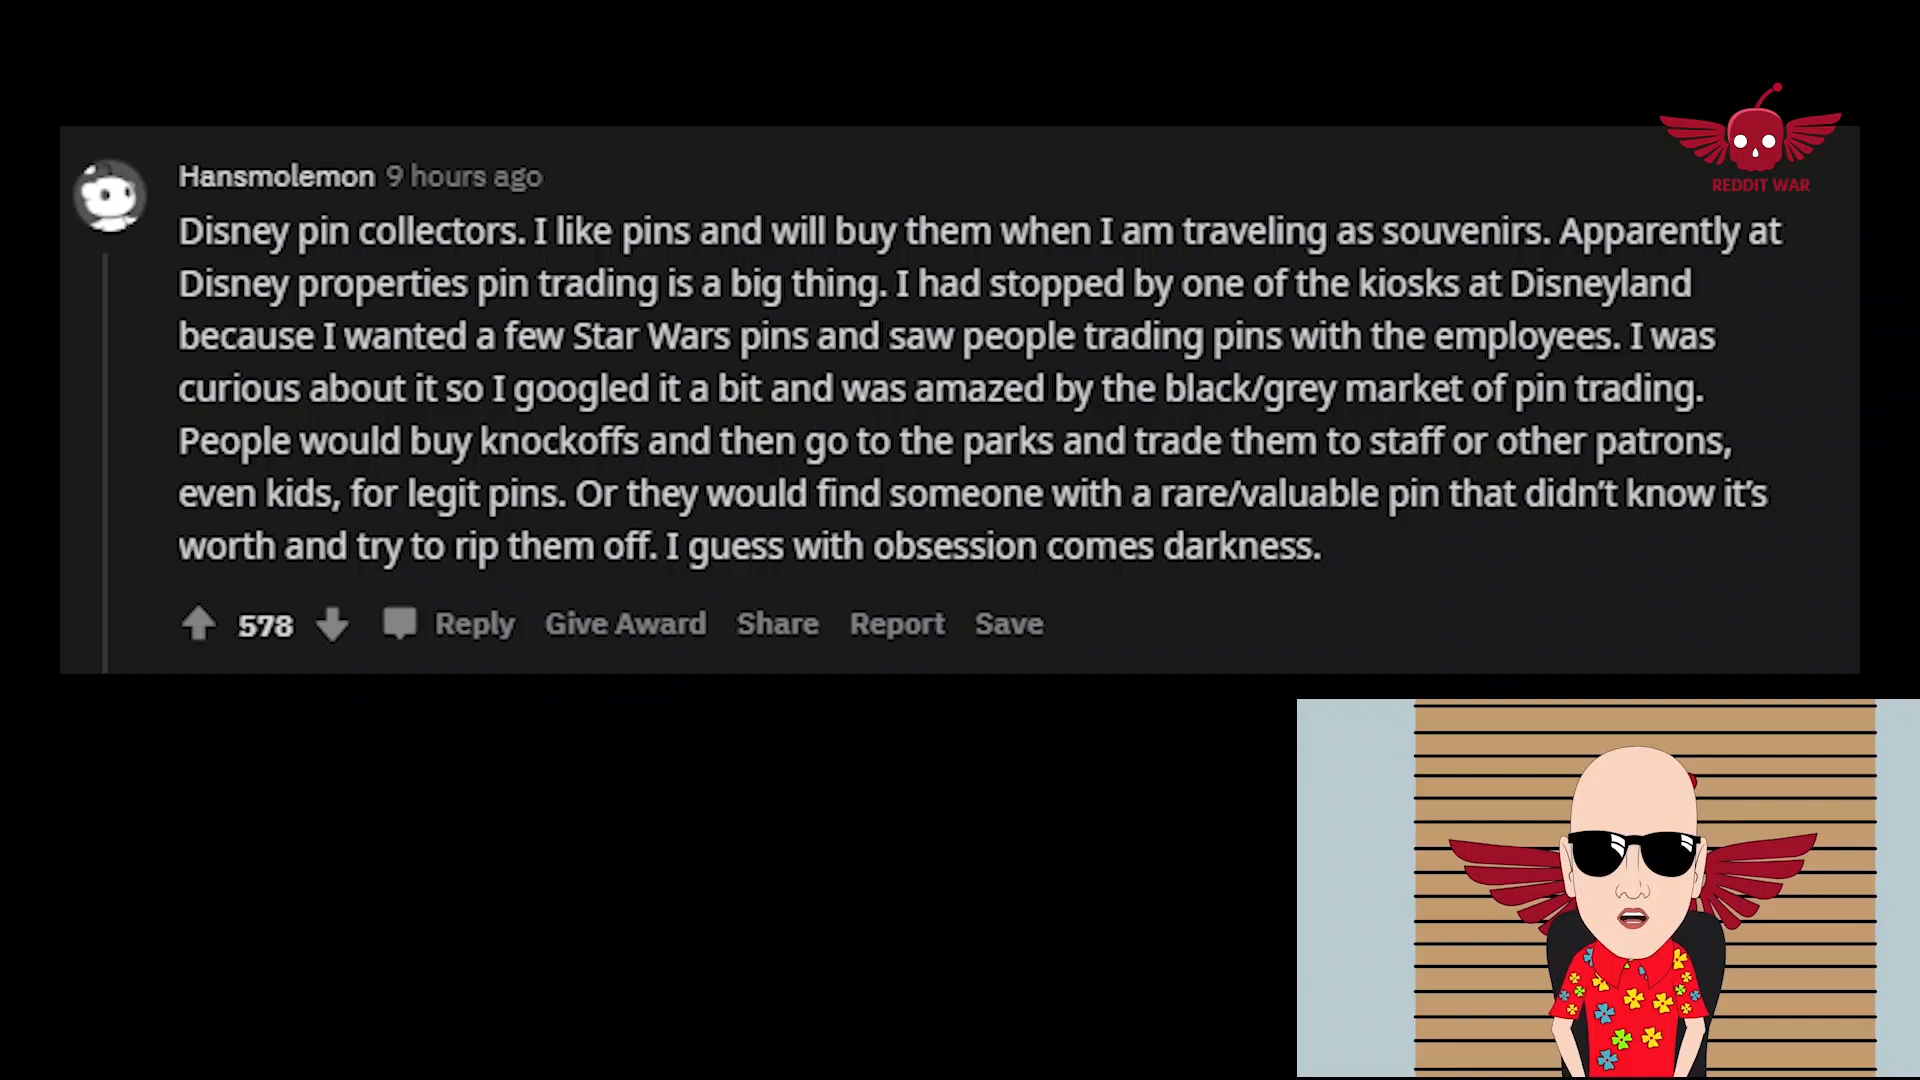 REDDIT WAR
Hansmolemon 9 hours ago
Disney pin collectors. I like pins and will buy them when I am traveling as souvenirs. Apparently at
Disney properties pin trading is a big thing. I had stopped by one of the kiosks at Disneyland
because I wanted a few Star Wars pins and saw people trading pins with the employees. I was
curious about it so I googled it a bit and was amazed by the black/grey market of pin trading.
People would buy knockoffs and then go to the parks and trade them to staff or other patrons,
even kids, for legit pins. Or they would find someone with a rare/valuable pin that didn’t know it’s
worth and try to rip them off. I guess with obsession comes darkness.
578 Reply Give Award Share Report Save